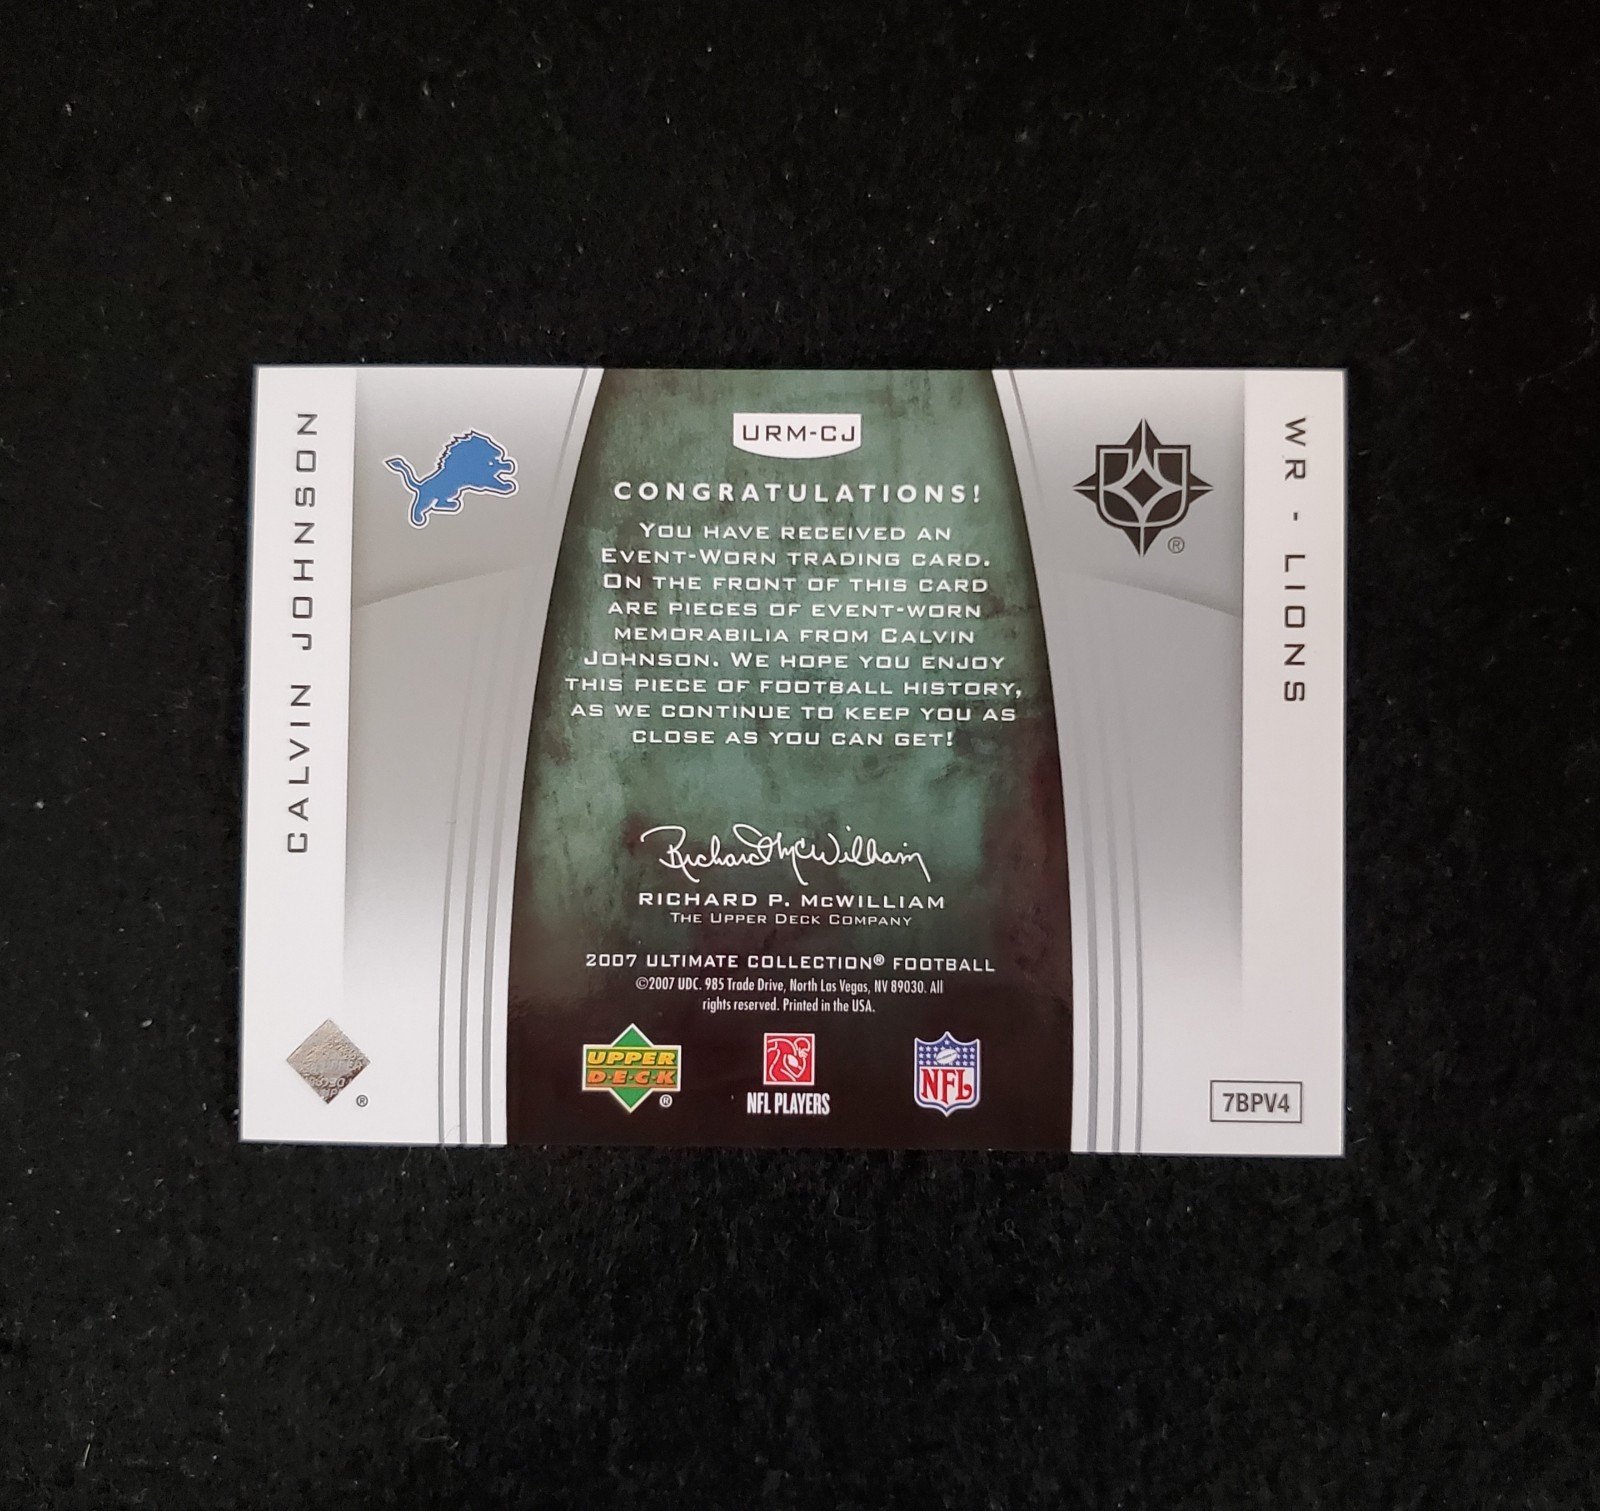 CALVIN JOHNSON
URM-CJ
CONGRATULATIONS!
YOU HAVE RECEIVED AN
EVENT-WORN TRADING CARD.
ON THE FRONT OF THIS CARD
ARE PIECES OF EVENT-WORN
MEMORABILIA FROM CALVIN
JOHNSON. WE HOPE YOU ENJOY
THIS PIECE OF FOOTBALL HISTORY,
AS WE CONTINUE TO KEEP YOU AS
CLOSE AS YOU CAN GET!
Richard McWilliam
RICHARD P. McWILLIAM
THE UPPER DECK COMPANY
2007 ULTIMATE COLLECTION® FOOTBALL
©2007 UDC. 985 Trade Drive, North Las Vegas, NV 89030. All
rights reserved. Printed in the USA.
UPPER
DECK
®
NFL PLAYERS
NFL
®
WR - LIONS
®
7BPV4